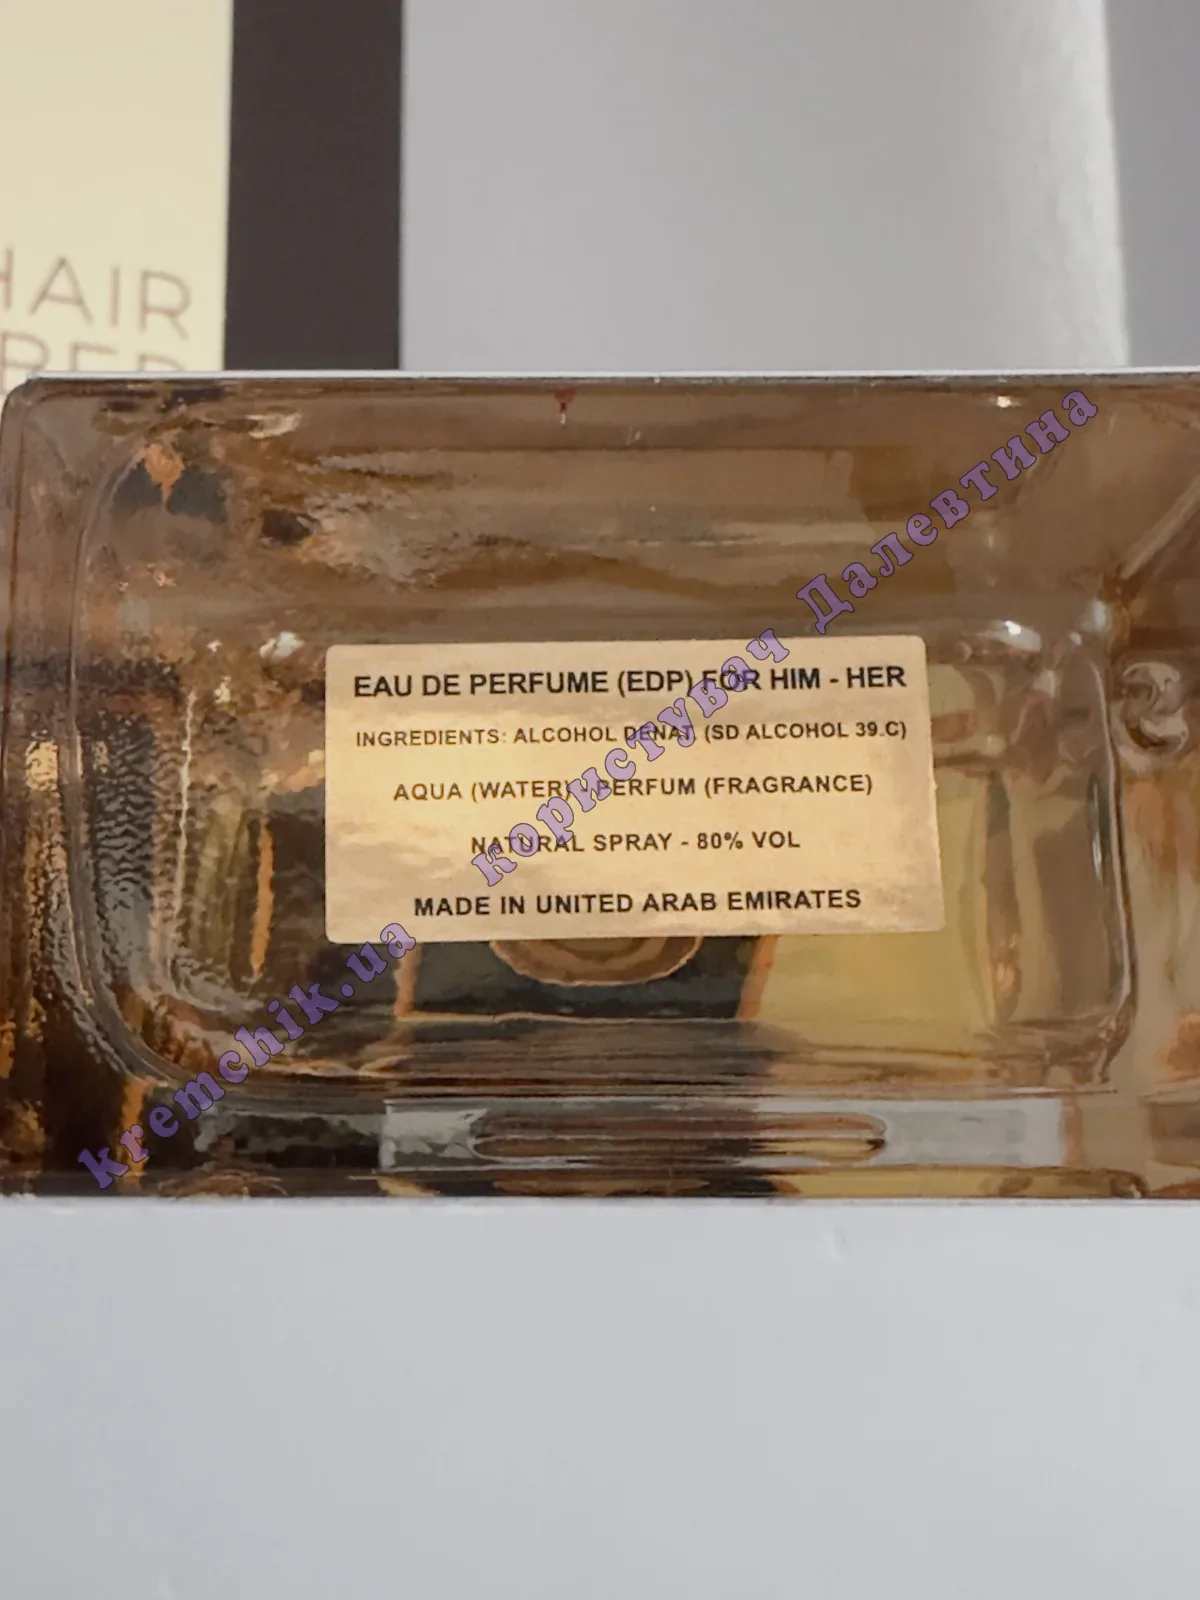 HAIR
EAU DE PERFUME (EDP) FOR HIM - HER
INGREDIENTS: ALCOHOL DENAT. (SD ALCOHOL 39.C)
AQUA (WATER) - PERFUM (FRAGRANCE)
NATURAL SPRAY - 80% VOL
MADE IN UNITED ARAB EMIRATES
kremchik.ua користувач Далевтина